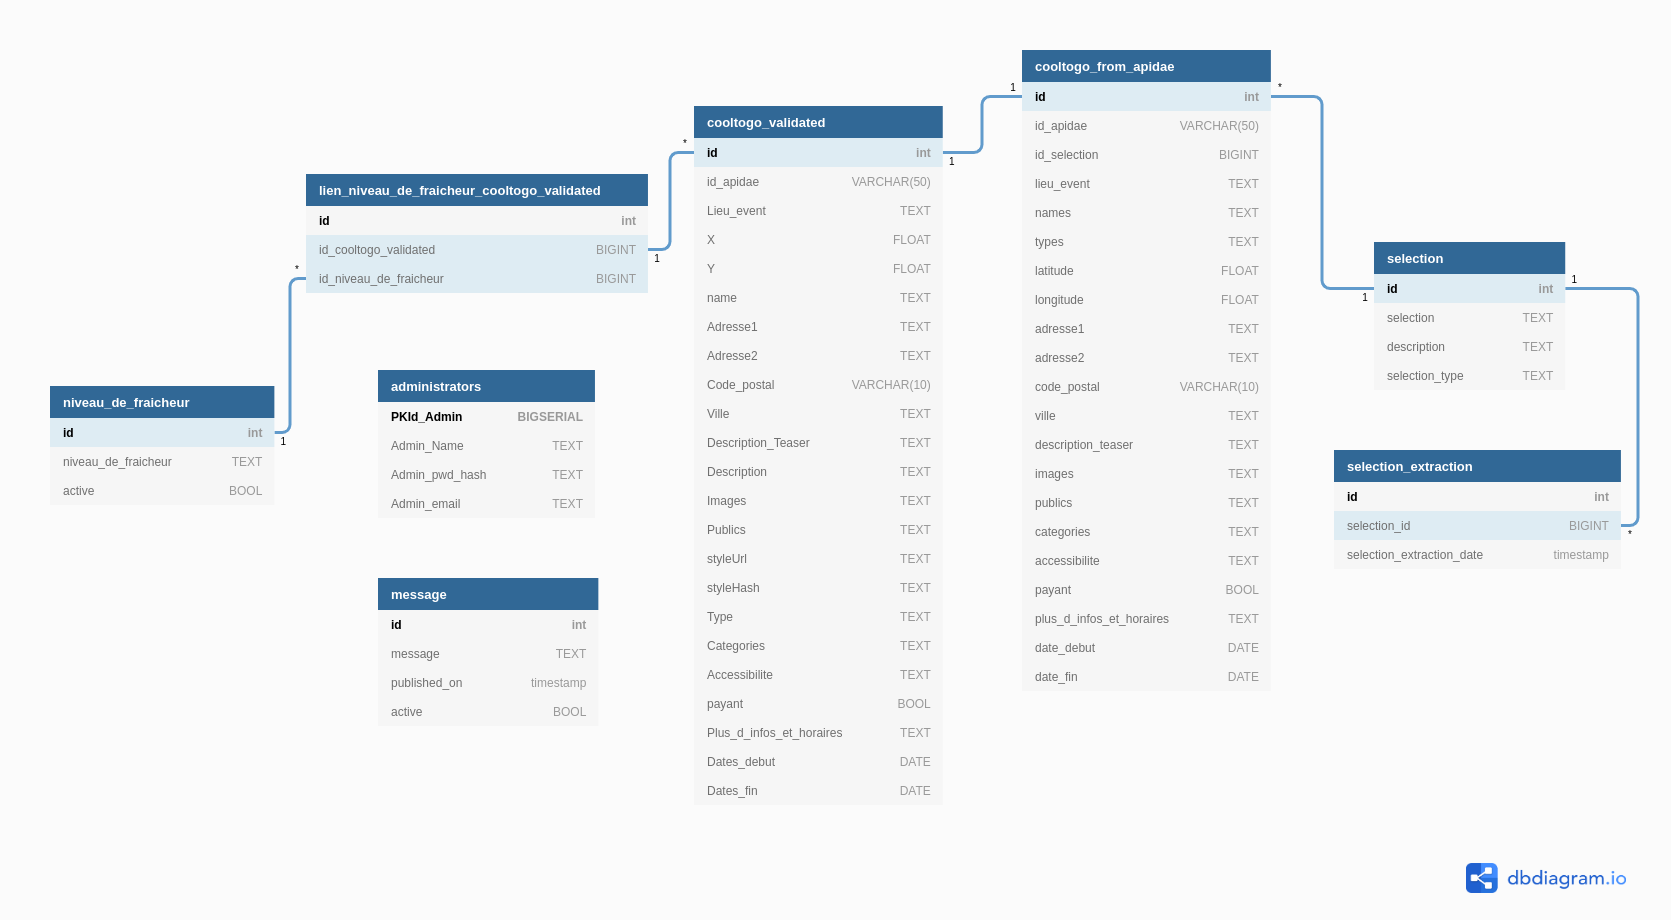 cooltogo_from_apidae
id int
id_apidae VARCHAR(50)
id_selection BIGINT
lieu_event TEXT
names TEXT
types TEXT
latitude FLOAT
longitude FLOAT
adresse1 TEXT
adresse2 TEXT
code_postal VARCHAR(10)
ville TEXT
description_teaser TEXT
images TEXT
publics TEXT
categories TEXT
accessibilite TEXT
payant BOOL
plus_d_infos_et_horaires TEXT
date_debut DATE
date_fin DATE
1
*
cooltogo_validated
id int
id_apidae VARCHAR(50)
Lieu_event TEXT
X FLOAT
Y FLOAT
name TEXT
Adresse1 TEXT
Adresse2 TEXT
Code_postal VARCHAR(10)
Ville TEXT
Description_Teaser TEXT
Description TEXT
Images TEXT
Publics TEXT
styleUrl TEXT
styleHash TEXT
Type TEXT
Categories TEXT
Accessibilite TEXT
payant BOOL
Plus_d_infos_et_horaires TEXT
Dates_debut DATE
Dates_fin DATE
*
1
lien_niveau_de_fraicheur_cooltogo_validated
id int
id_cooltogo_validated BIGINT
id_niveau_de_fraicheur BIGINT
1
*
selection
id int
selection TEXT
description TEXT
selection_type TEXT
1
1
administrators
PKId_Admin BIGSERIAL
Admin_Name TEXT
Admin_pwd_hash TEXT
Admin_email TEXT
niveau_de_fraicheur
id int
niveau_de_fraicheur TEXT
active BOOL
1
selection_extraction
id int
selection_id BIGINT
selection_extraction_date timestamp
*
message
id int
message TEXT
published_on timestamp
active BOOL
dbdiagram.io